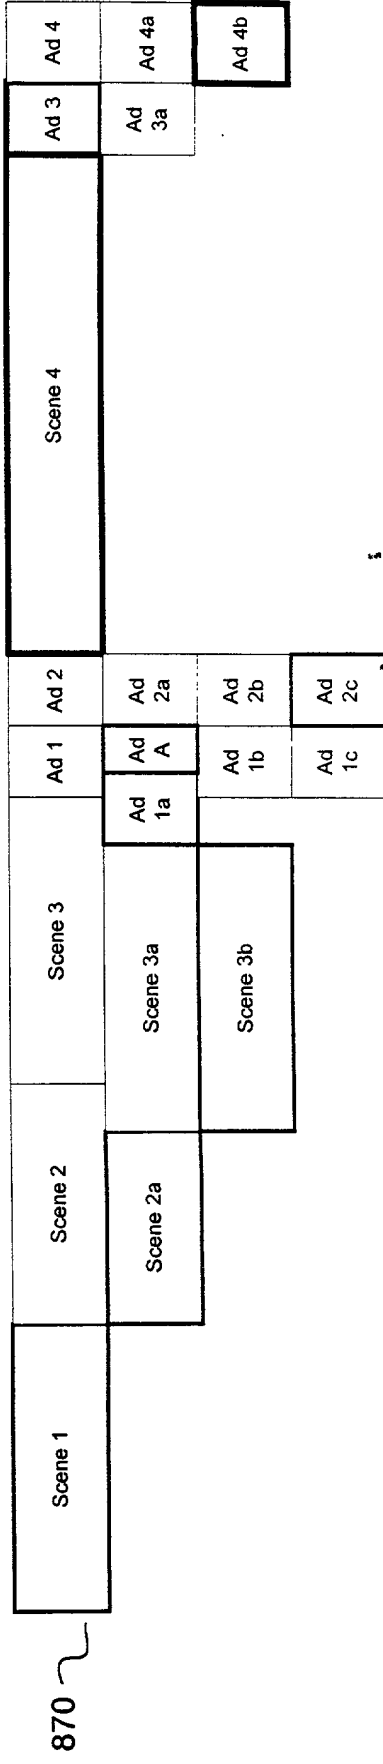 870
Scene 1
Scene 2
Scene 3
Ad 1
Ad 2
Scene 4
Ad 3
Ad 4
Scene 2a
Scene 3a
Ad
1a
Ad
A
Ad
2a
Ad
3a
Ad 4a
Scene 3b
Ad
1b
Ad
2b
Ad 4b
Ad
1c
Ad
2c